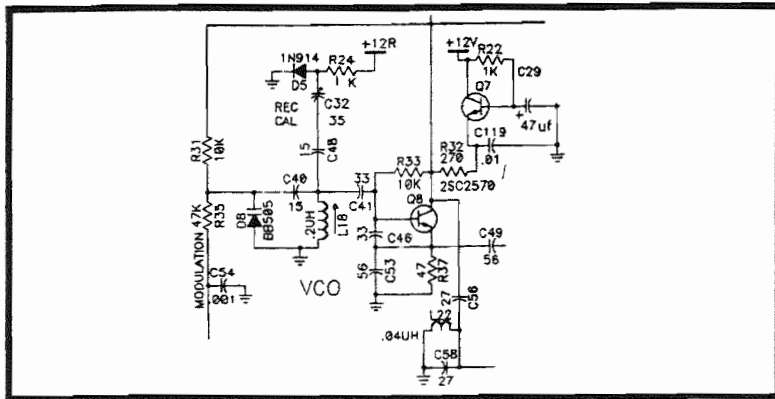 1N914
D5
R24
1 K
+12R
C32
35
REC
CAL
15
C48
R31
10K
C40
15
33
C41
R33
10K
D8
BB505
.2UH
L18
MODULATION
47K
R35
C54
.001
VCO
33
C46
56
C53
+12V
R22
1K
C29
Q7
+
47uf
C119
.01
R32
270
2SC2570
Q8
C49
56
47
R37
27
C56
L22
.04UH
C58
27